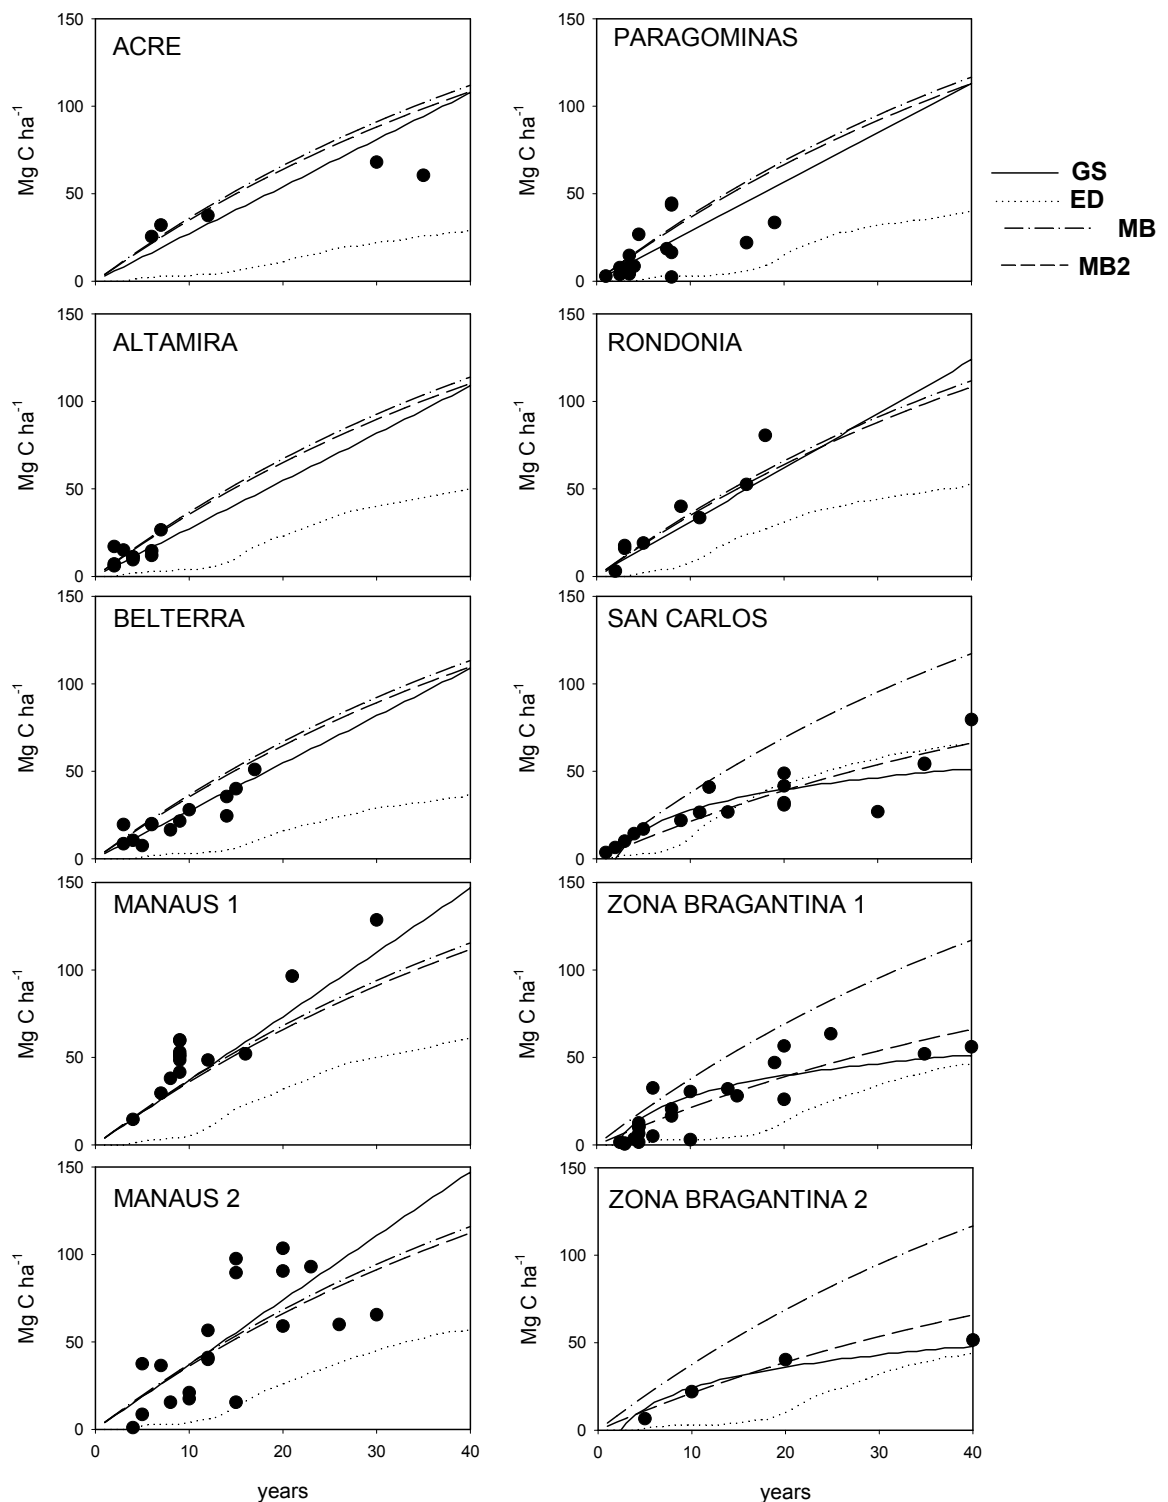 150
100
50
0
Mg C ha-1
ACRE
150
100
50
0
Mg C ha-1
PARAGOMINAS
GS
ED
MB
MB2
150
100
50
0
Mg C ha-1
ALTAMIRA
150
100
50
0
Mg C ha-1
RONDONIA
150
100
50
0
Mg C ha-1
BELTERRA
150
100
50
0
Mg C ha-1
SAN CARLOS
150
100
50
0
Mg C ha-1
MANAUS 1
150
100
50
0
Mg C ha-1
ZONA BRAGANTINA 1
150
100
50
0
Mg C ha-1
MANAUS 2
0 10 20 30 40
years
150
100
50
0
Mg C ha-1
ZONA BRAGANTINA 2
0 10 20 30 40
years